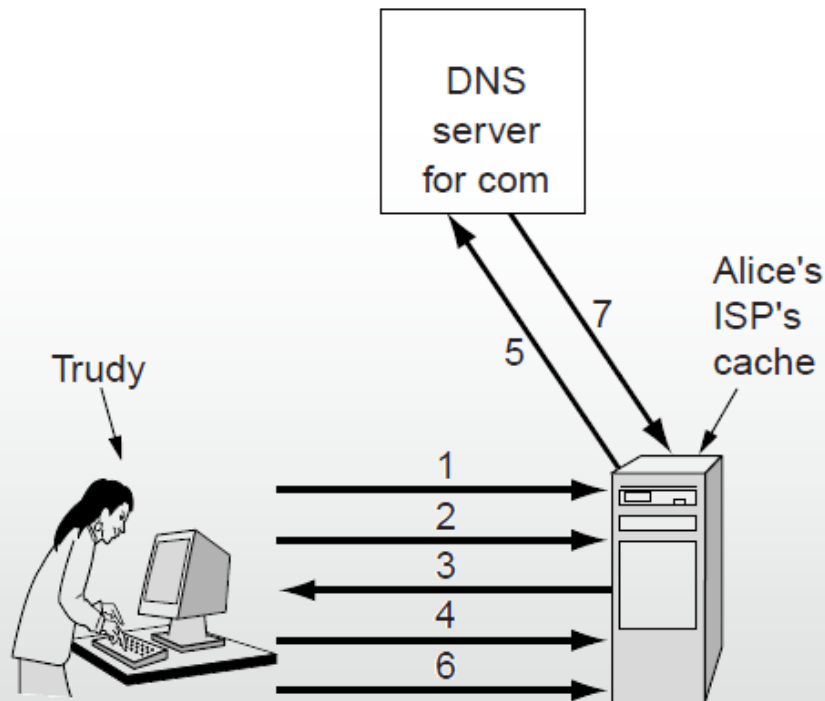 DNS
server
for com
Alice's
ISP's
cache
7
5
Trudy
1
2
3
4
6